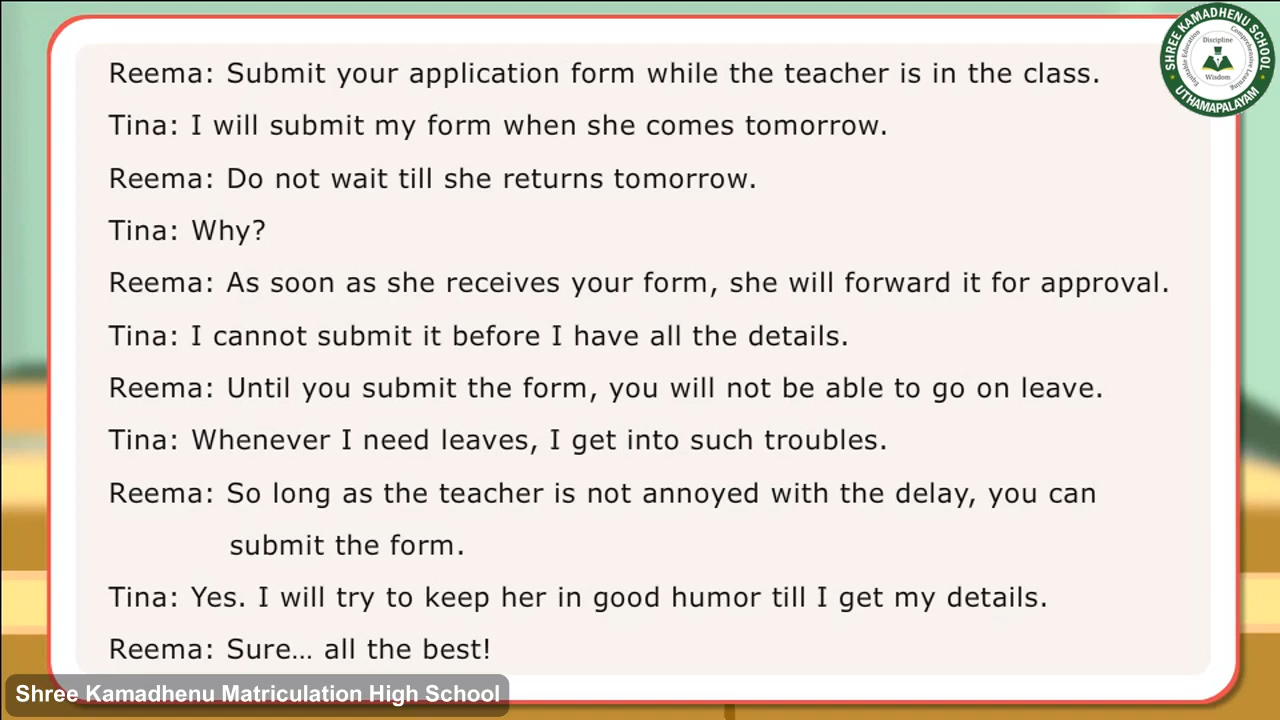 Reema: Submit your application form while the teacher is in the class.
Tina: I will submit my form when she comes tomorrow.
Reema: Do not wait till she returns tomorrow.
Tina: Why?
Reema: As soon as she receives your form, she will forward it for approval.
Tina: I cannot submit it before I have all the details.
Reema: Until you submit the form, you will not be able to go on leave.
Tina: Whenever I need leaves, I get into such troubles.
Reema: So long as the teacher is not annoyed with the delay, you can
submit the form.
Tina: Yes. I will try to keep her in good humor till I get my details.
Reema: Sure... all the best!
SHREE KAMADHENU SCHOOL
Equitable Education
Discipline
Comprehensive Learning
Wisdom
UTHAMAPALAYAM
Shree Kamadhenu Matriculation High School